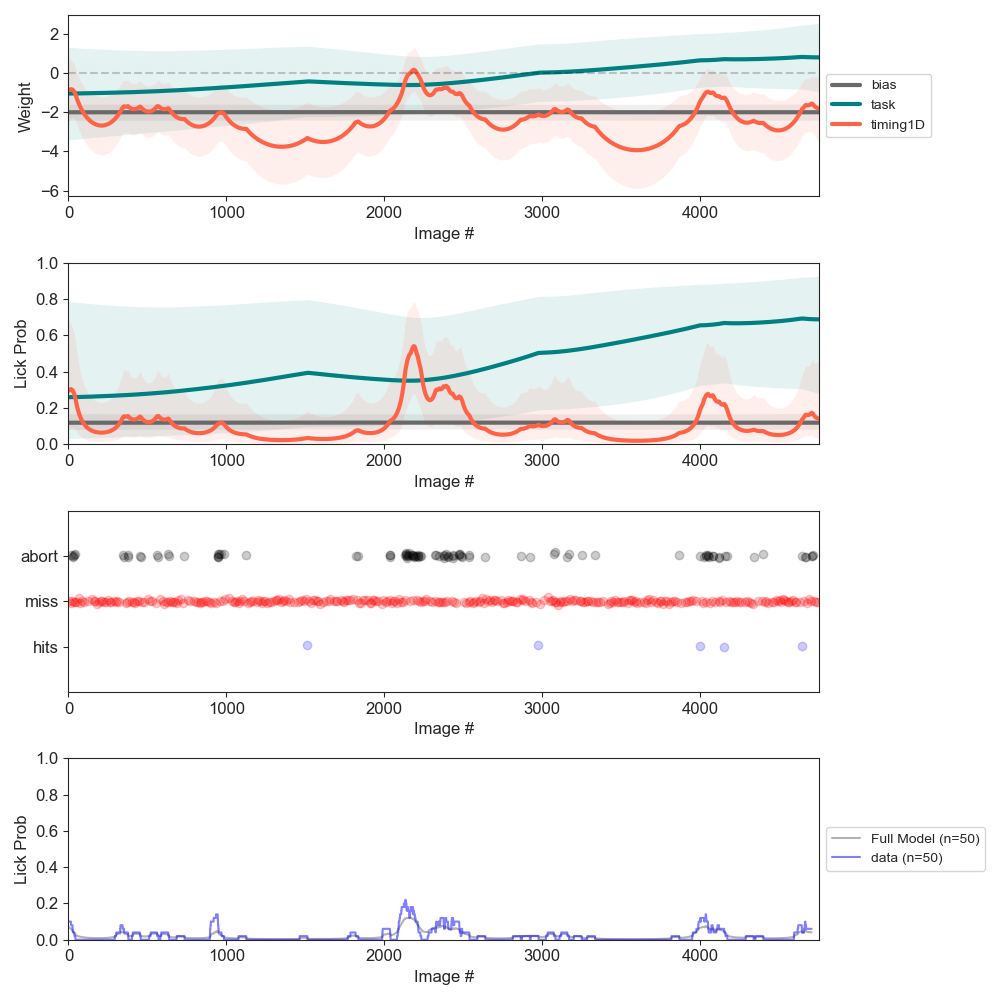 2
0
−2
−4
−6
Weight
0
1000
2000
3000
4000
Image #
bias
task
timing1D
1.0
0.8
0.6
0.4
0.2
0.0
Lick Prob
0
1000
2000
3000
4000
Image #
abort
miss
hits
0
1000
2000
3000
4000
Image #
1.0
0.8
0.6
0.4
0.2
0.0
Lick Prob
0
1000
2000
3000
4000
Image #
Full Model (n=50)
data (n=50)